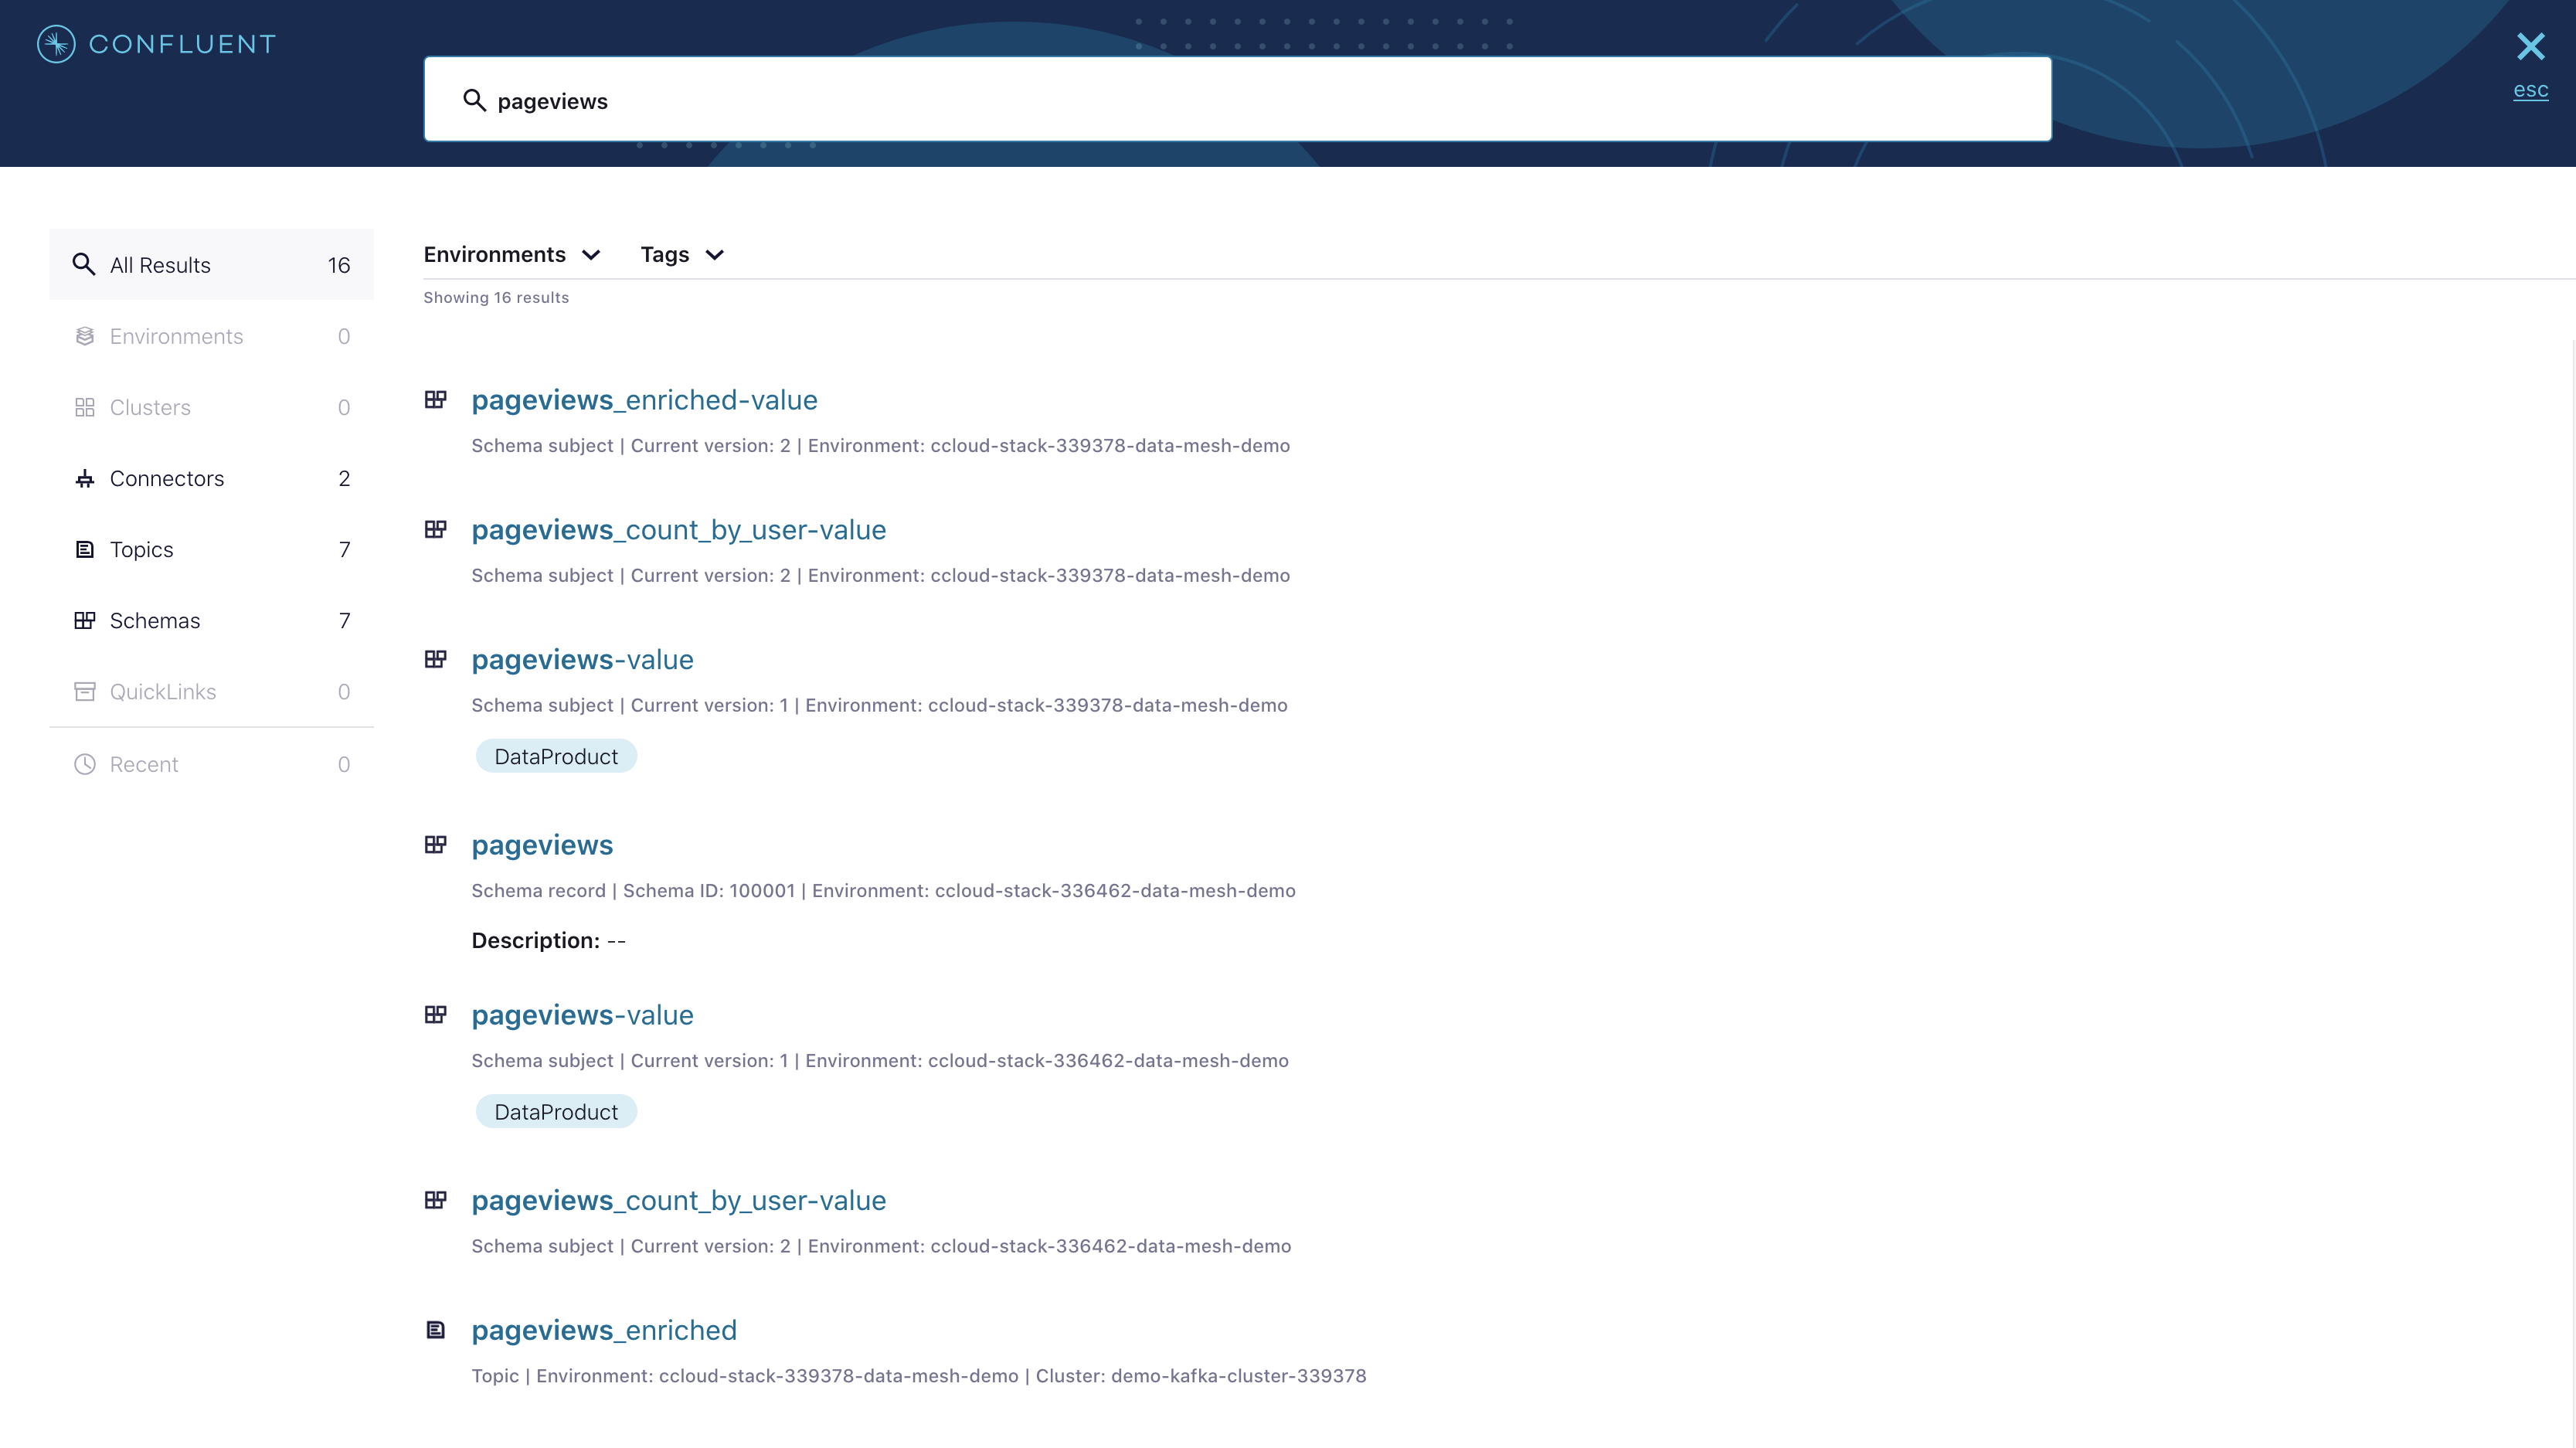 CONFLUENT
pageviews
esc
All Results 16
Environments 0
Clusters 0
Connectors 2
Topics 7
Schemas 7
QuickLinks 0
Recent 0
Environments Tags
Showing 16 results
pageviews_enriched-value
Schema subject | Current version: 2 | Environment: ccloud-stack-339378-data-mesh-demo
pageviews_count_by_user-value
Schema subject | Current version: 2 | Environment: ccloud-stack-339378-data-mesh-demo
pageviews-value
Schema subject | Current version: 1 | Environment: ccloud-stack-339378-data-mesh-demo
DataProduct
pageviews
Schema record | Schema ID: 100001 | Environment: ccloud-stack-336462-data-mesh-demo
Description: --
pageviews-value
Schema subject | Current version: 1 | Environment: ccloud-stack-336462-data-mesh-demo
DataProduct
pageviews_count_by_user-value
Schema subject | Current version: 2 | Environment: ccloud-stack-336462-data-mesh-demo
pageviews_enriched
Topic | Environment: ccloud-stack-339378-data-mesh-demo | Cluster: demo-kafka-cluster-339378